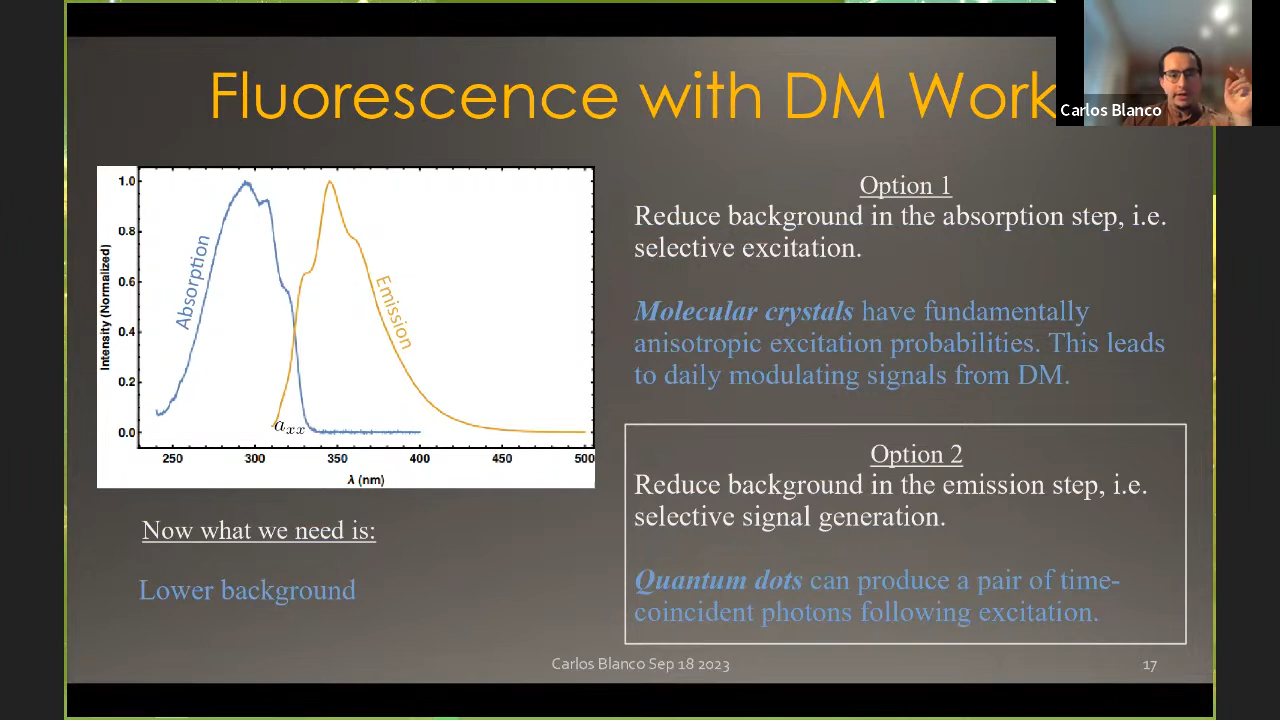 Fluorescence with DM Work
Carlos Blanco
1.0
0.8
0.6
0.4
0.2
0.0
Intensity (Normalized)
Absorption
Emission
a_xx
250
300
350
400
450
500
λ (nm)
Now what we need is:
Lower background
Option 1
Reduce background in the absorption step, i.e.
selective excitation.
Molecular crystals have fundamentally
anisotropic excitation probabilities. This leads
to daily modulating signals from DM.
Option 2
Reduce background in the emission step, i.e.
selective signal generation.
Quantum dots can produce a pair of time-
coincident photons following excitation.
Carlos Blanco Sep 18 2023
17